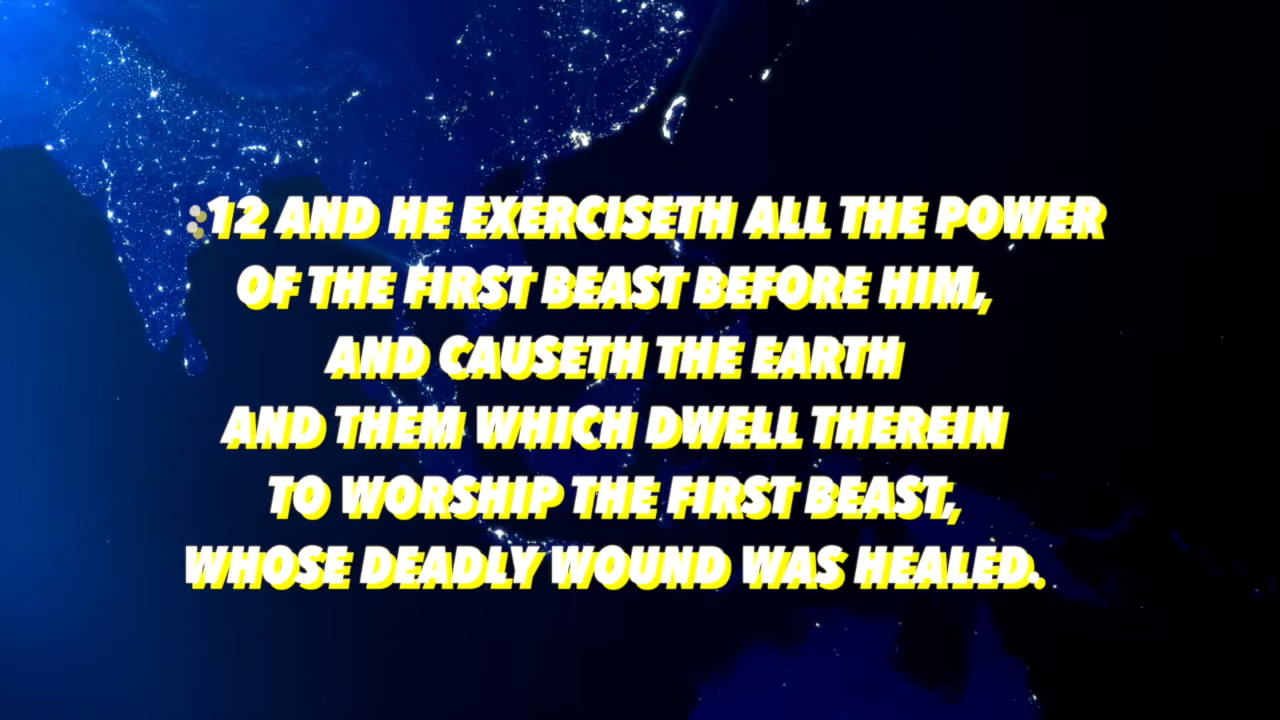 12 AND HE EXERCISETH ALL THE POWER
OF THE FIRST BEAST BEFORE HIM,
AND CAUSETH THE EARTH
AND THEM WHICH DWELL THEREIN
TO WORSHIP THE FIRST BEAST,
WHOSE DEADLY WOUND WAS HEALED.